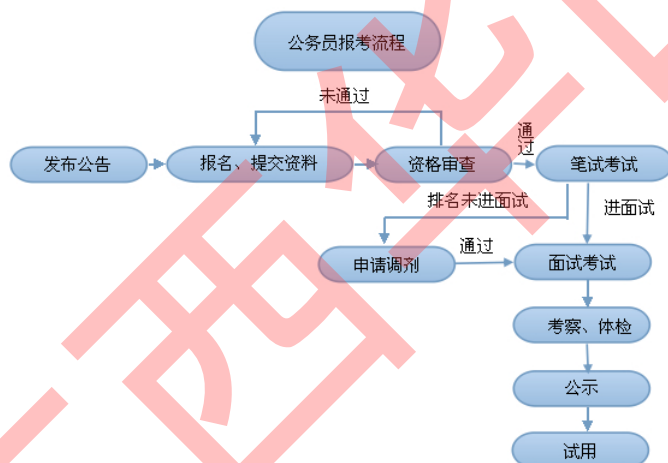 公务员报考流程
未通过
发布公告
报名、提交资料
资格审查
通过
笔试考试
排名未进面试
进面试
申请调剂
通过
面试考试
考察、体检
公示
试用